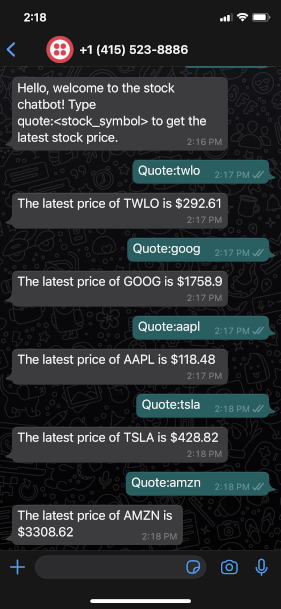 2:18
+1 (415) 523-8886
Hello, welcome to the stock
chatbot! Type
quote:<stock_symbol> to get the
latest stock price.
2:16 PM
Quote:twlo
2:17 PM
The latest price of TWLO is $292.61
2:17 PM
Quote:goog
2:17 PM
The latest price of GOOG is $1758.9
2:17 PM
Quote:aapl
2:17 PM
The latest price of AAPL is $118.48
2:17 PM
Quote:tsla
2:18 PM
The latest price of TSLA is $428.82
2:18 PM
Quote:amzn
2:18 PM
The latest price of AMZN is
$3308.62
2:18 PM